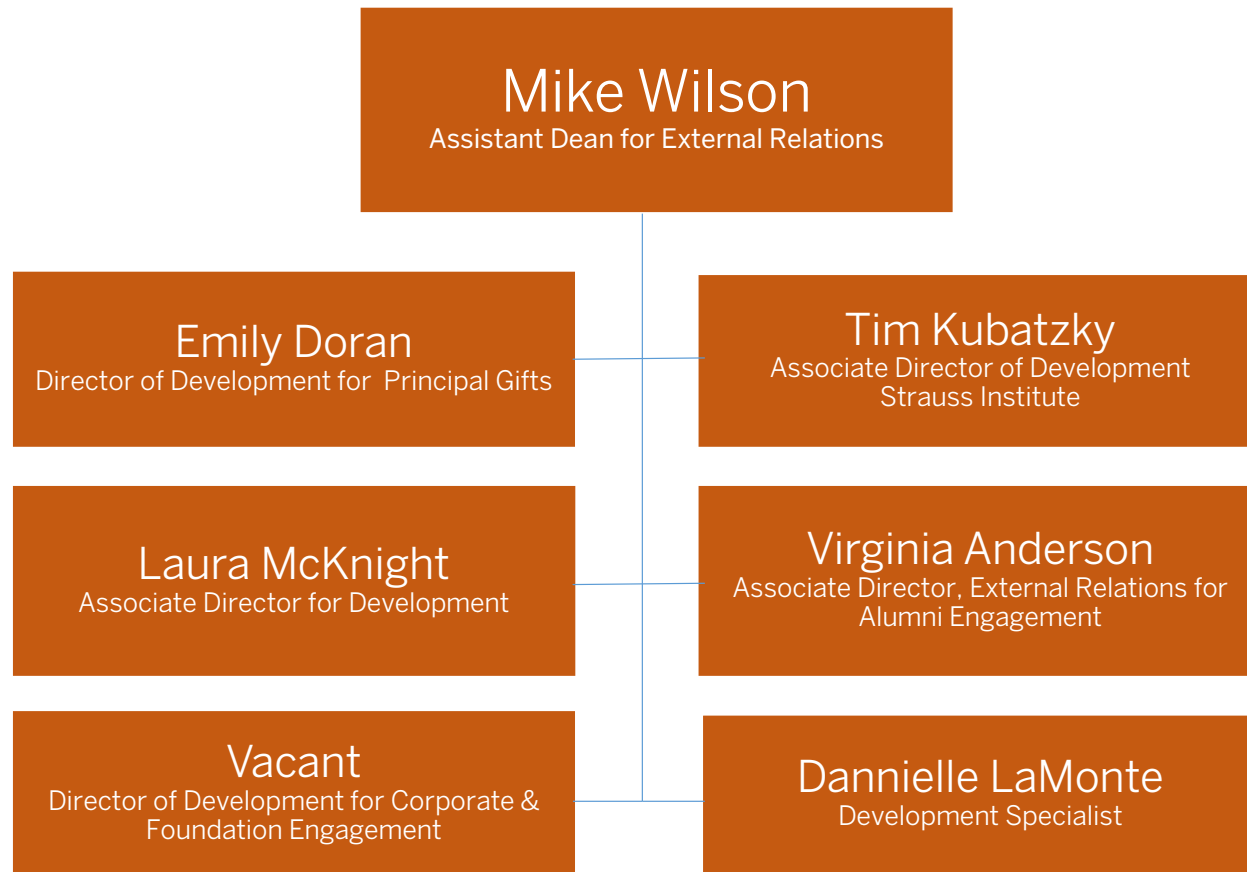 Mike Wilson
Assistant Dean for External Relations
Emily Doran
Director of Development for  Principal Gifts
Tim Kubatzky
Associate Director of Development
Strauss Institute
Laura McKnight
Associate Director for Development
Virginia Anderson
Associate Director, External Relations for
Alumni Engagement
Vacant
Director of Development for Corporate &
Foundation Engagement
Dannielle LaMonte
Development Specialist